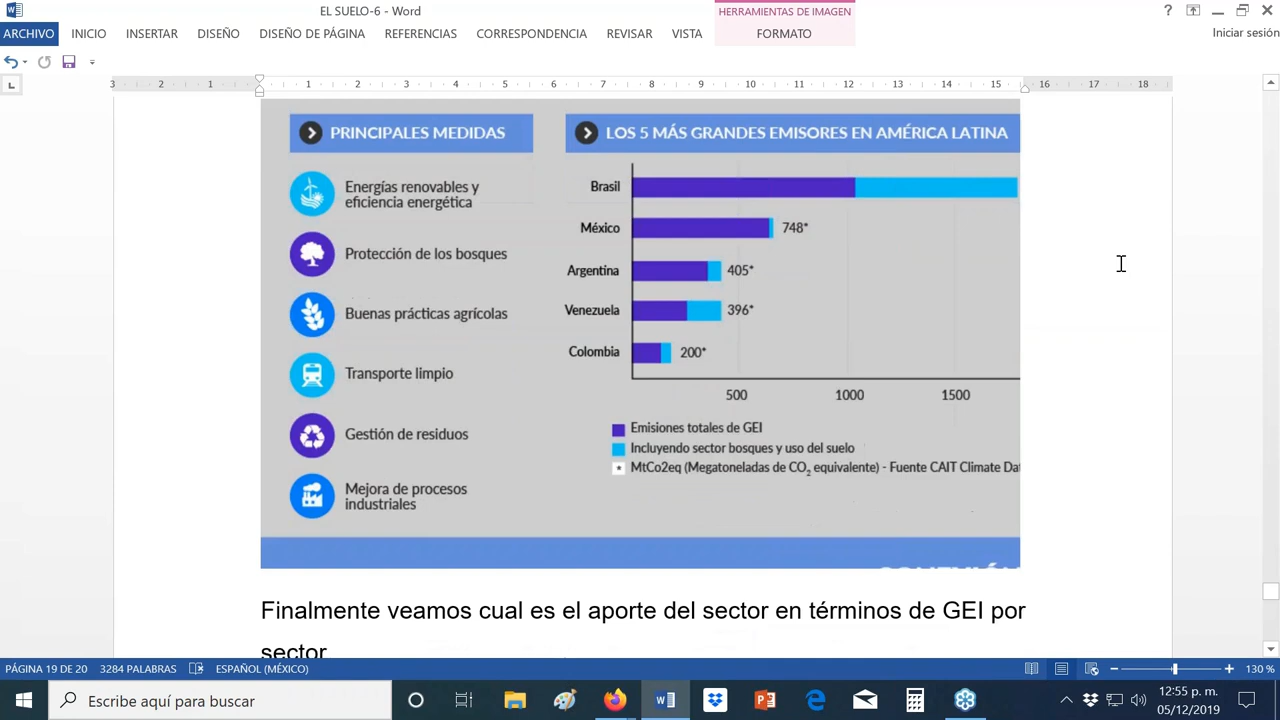 EL SUELO-6 - Word
HERRAMIENTAS DE IMAGEN
?
ARCHIVO INICIO INSERTAR DISEÑO DISEÑO DE PÁGINA REFERENCIAS CORRESPONDENCIA REVISAR VISTA FORMATO
Iniciar sesión
3 2 1 1 2 3 4 5 6 7 8 9 10 11 12 13 14 15 16 17 18
PRINCIPALES MEDIDAS
Energías renovables y
eficiencia energética
Protección de los bosques
Buenas prácticas agrícolas
Transporte limpio
Gestión de residuos
Mejora de procesos
industriales
LOS 5 MÁS GRANDES EMISORES EN AMÉRICA LATINA
Brasil
México 748*
Argentina 405*
Venezuela 396*
Colombia 200*
500 1000 1500
Emisiones totales de GEI
Incluyendo sector bosques y uso del suelo
* MtCo2eq (Megatoneladas de CO2 equivalente) - Fuente CAIT Climate Dat
Finalmente veamos cual es el aporte del sector en términos de GEI por
sector
PÁGINA 19 DE 20 3284 PALABRAS ESPAÑOL (MÉXICO) 130 %
Escribe aquí para buscar
12:55 p. m.
05/12/2019